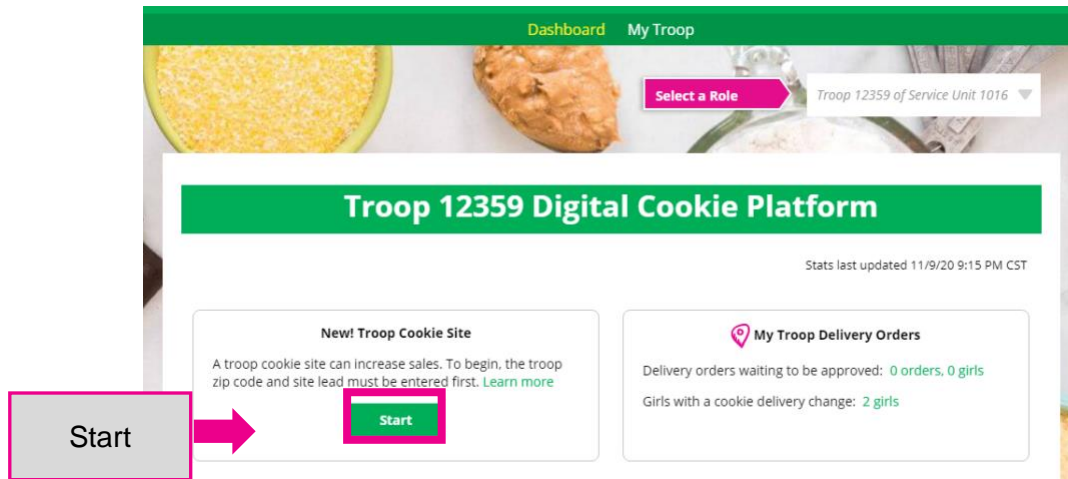 Dashboard My Troop
Select a Role
Troop 12359 of Service Unit 1016
Troop 12359 Digital Cookie Platform
Stats last updated 11/9/20 9:15 PM CST
New! Troop Cookie Site
A troop cookie site can increase sales. To begin, the troop
zip code and site lead must be entered first. Learn more
Start
My Troop Delivery Orders
Delivery orders waiting to be approved: 0 orders, 0 girls
Girls with a cookie delivery change: 2 girls
Start